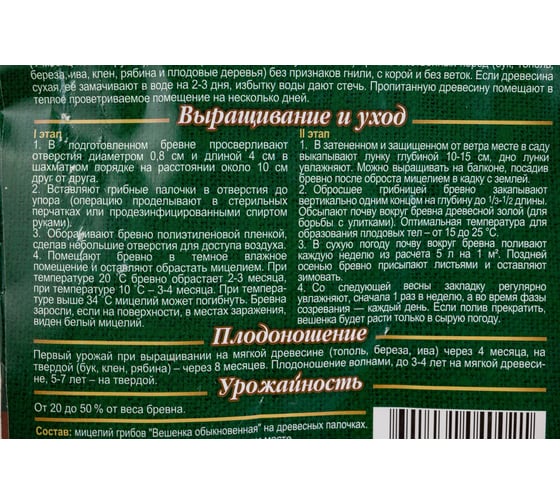 (бук, тополь,
береза, ива, клен, рябина и плодовые деревья) без признаков гнили, с корой и без веток. Если древесина
сухая, ее замачивают в воде на 2-3 дня, избытку воды дают стечь. Пропитанную древесину помещают в
теплое проветриваемое помещение на несколько дней.
Выращивание и уход
I этап
1. В подготовленном бревне просверливают
отверстия диаметром 0,8 см и длиной 4 см в
шахматном порядке на расстоянии около 10 см
друг от друга.
2. Вставляют грибные палочки в отверстия до
упора (операцию проделывают в стерильных
перчатках или продезинфицированными спиртом
руками).
3. Оборачивают бревно полиэтиленовой пленкой,
сделав небольшие отверстия для доступа воздуха.
4. Помещают бревно в темное влажное
помещение и оставляют обрастать мицелием. При
температуре 20˚С бревно обрастает 2-3 месяца,
при температуре 10˚С – 3-4 месяца. При темпера-
туре выше 34˚С мицелий может погибнуть. Бревна
заросли, если на поверхности, в местах заражения,
виден белый мицелий.
II этап
1. В затененном и защищенном от ветра месте в саду
выкапывают лунку глубиной 10-15 см, дно лунки
увлажняют. Можно выращивать на балконе, посадив
бревно после оброста мицелием в кадку с землей.
2. Обросшее грибницей бревно закапывают
вертикально одним концом на глубину до 1/3-1/2 длины.
Обсыпают почву вокруг бревна древесной золой (для
борьбы с улитками). Оптимальная температура для
образования плодовых тел – от 15 до 25 ˚С.
3. В сухую погоду почву вокруг бревна поливают
каждую неделю из расчета 5 л на 1 м². Поздней
осенью бревно присыпают листьями и оставляют
зимовать.
4. Со следующей весны закладку регулярно
увлажняют, сначала 1 раз в неделю, а во время фазы
созревания — каждый день. Если полив прекратить,
вешенка будет расти только в сырую погоду.
Плодоношение
Первый урожай при выращивании на мягкой древесине (тополь, береза, ива) через 4 месяца, на
твердой (бук, клен, рябина) – через 8 месяцев. Плодоношение волнами, до 3-4 лет на мягкой древеси-
не, 5-7 лет – на твердой.
Урожайность
От 20 до 50 % от веса бревна.
Состав: мицелий грибов "Вешенка обыкновенная" на древесных палочках.